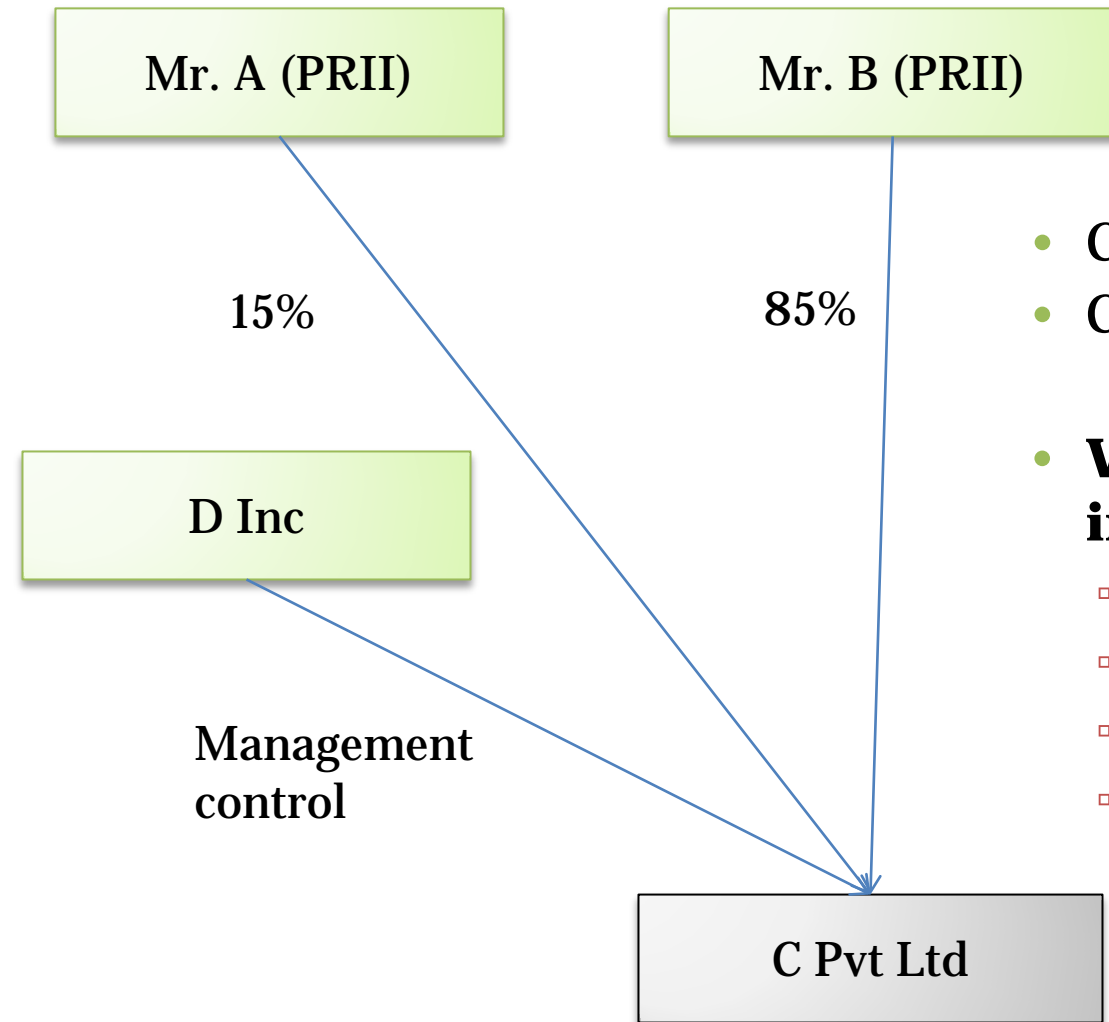 Mr. A (PRII)
Mr. B (PRII)
15%
85%
D Inc
Management
control
C Pvt Ltd